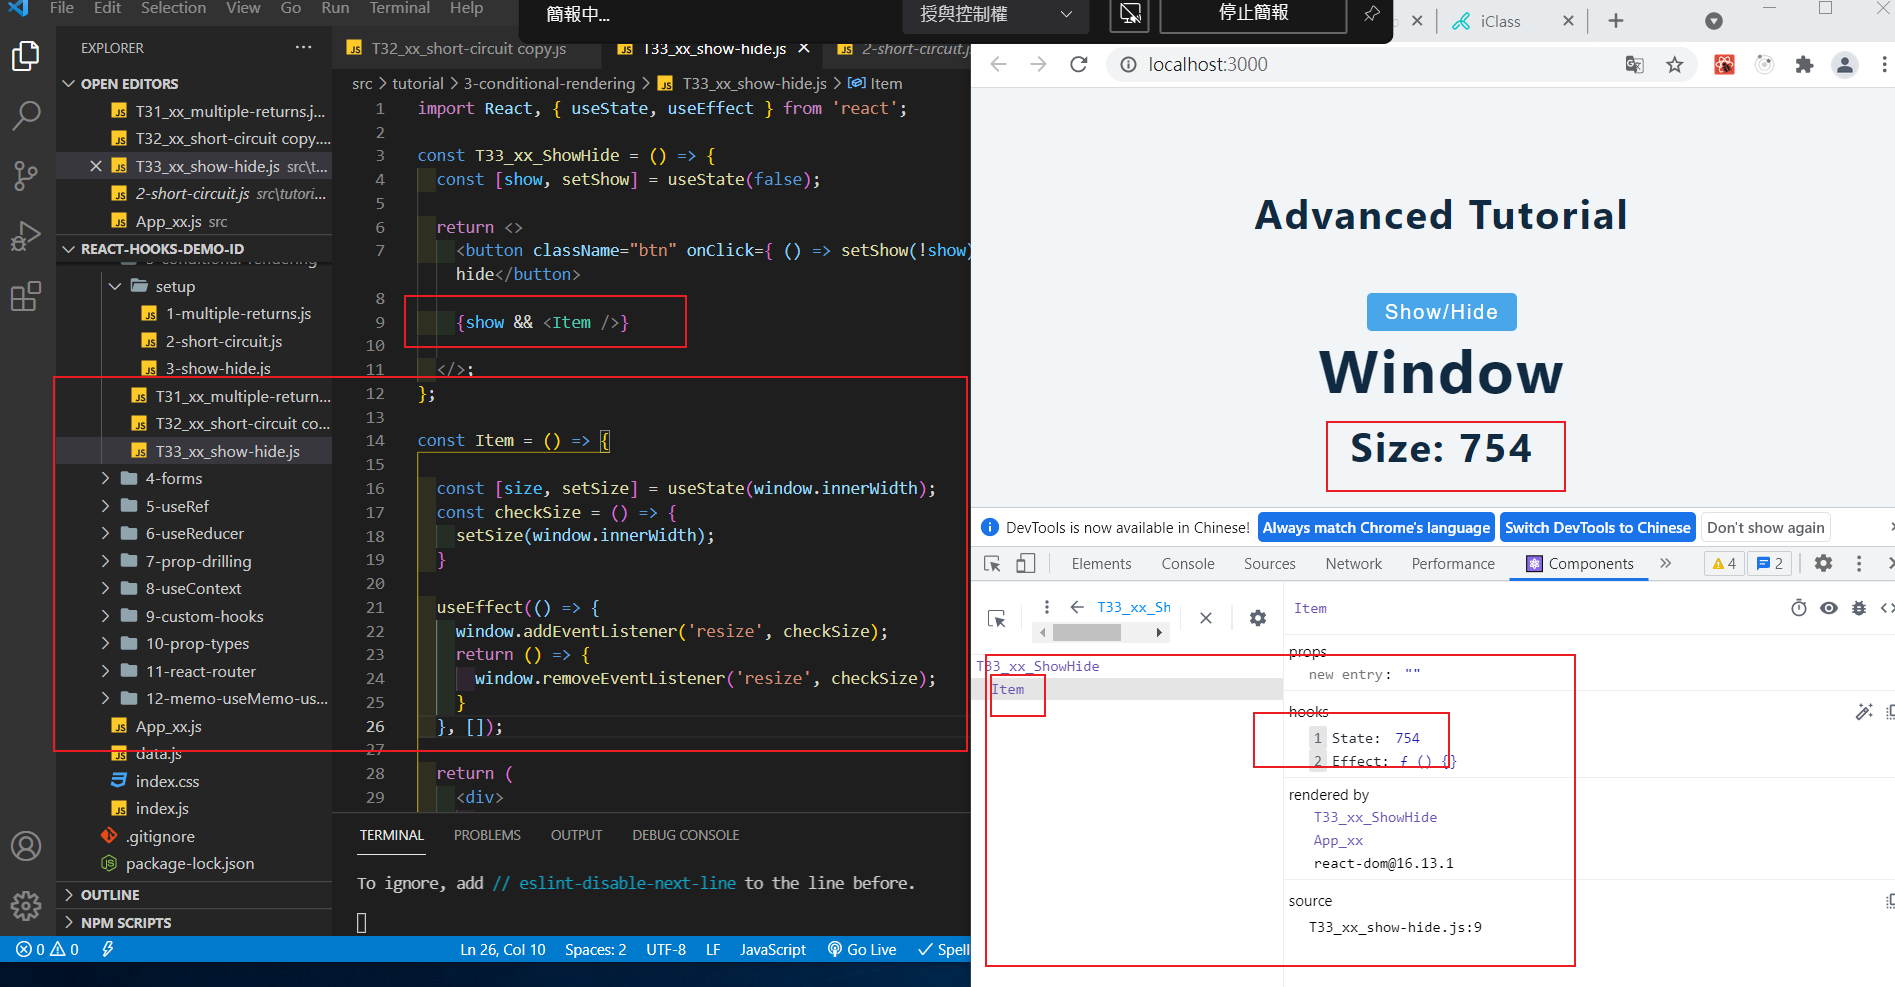 File Edit Selection View Go Run Terminal Help
簡報中...
授與控制權
停止簡報
iClass
EXPLORER
OPEN EDITORS
T31_xx_multiple-returns.j...
T32_xx_short-circuit copy....
T33_xx_show-hide.js src\t...
2-short-circuit.js src\tutori...
App_xx.js src
REACT-HOOKS-DEMO-ID
3-conditional-rendering
setup
1-multiple-returns.js
2-short-circuit.js
3-show-hide.js
T31_xx_multiple-return...
T32_xx_short-circuit co...
T33_xx_show-hide.js
4-forms
5-useRef
6-useReducer
7-prop-drilling
8-useContext
9-custom-hooks
10-prop-types
11-react-router
12-memo-useMemo-us...
App_xx.js
data.js
index.css
index.js
.gitignore
package-lock.json
OUTLINE
NPM SCRIPTS
T32_xx_short-circuit copy.js
T33_xx_show-hide.js
2-short-circuit.
src > tutorial > 3-conditional-rendering > T33_xx_show-hide.js > Item
1 import React, { useState, useEffect } from 'react';
2
3 const T33_xx_ShowHide = () => {
4 const [show, setShow] = useState(false);
5
6 return <>
7 <button className="btn" onClick={ () => setShow(!show)
hide</button>
8
9 {show && <Item />}
10
11 </>;
12 };
13
14 const Item = () => {
15
16 const [size, setSize] = useState(window.innerWidth);
17 const checkSize = () => {
18 setSize(window.innerWidth);
19 }
20
21 useEffect(() => {
22 window.addEventListener('resize', checkSize);
23 return () => {
24 window.removeEventListener('resize', checkSize);
25 }
26 }, []);
27
28 return (
29 <div>
TERMINAL PROBLEMS OUTPUT DEBUG CONSOLE
To ignore, add // eslint-disable-next-line to the line before.
0 0
Ln 26, Col 10 Spaces: 2 UTF-8 LF JavaScript Go Live Spell
localhost:3000
Advanced Tutorial
Show/Hide
Window
Size: 754
DevTools is now available in Chinese! Always match Chrome's language Switch DevTools to Chinese Don't show again
Elements Console Sources Network Performance Components 4 2
T33_xx_Sh
T33_xx_ShowHide
Item
Item
props
new entry: ""
hooks
1 State: 754
2 Effect: ƒ () {}
rendered by
T33_xx_ShowHide
App_xx
react-dom@16.13.1
source
T33_xx_show-hide.js:9